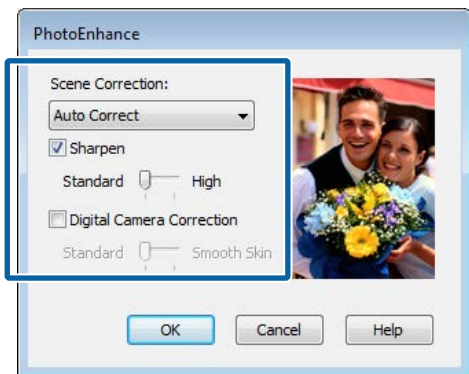 PhotoEnhance
Scene Correction:
Auto Correct
Sharpen
Standard High
Digital Camera Correction
Standard Smooth Skin
OK Cancel Help